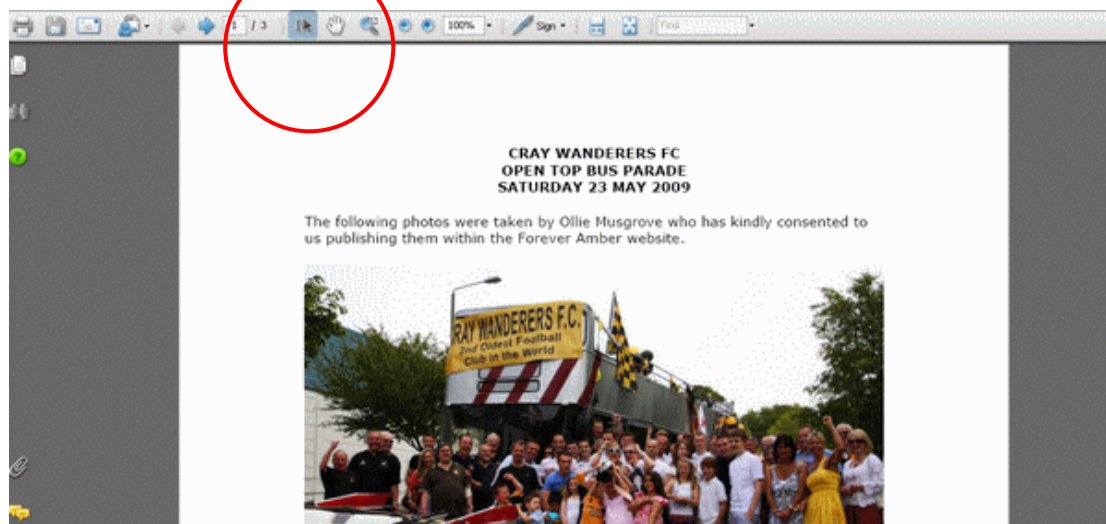 1 / 3 100% Sign Find
CRAY WANDERERS FC
OPEN TOP BUS PARADE
SATURDAY 23 MAY 2009
The following photos were taken by Ollie Musgrove who has kindly consented to
us publishing them within the Forever Amber website.
RAY WANDERERS F.C.
2nd Oldest Football
Club in the World